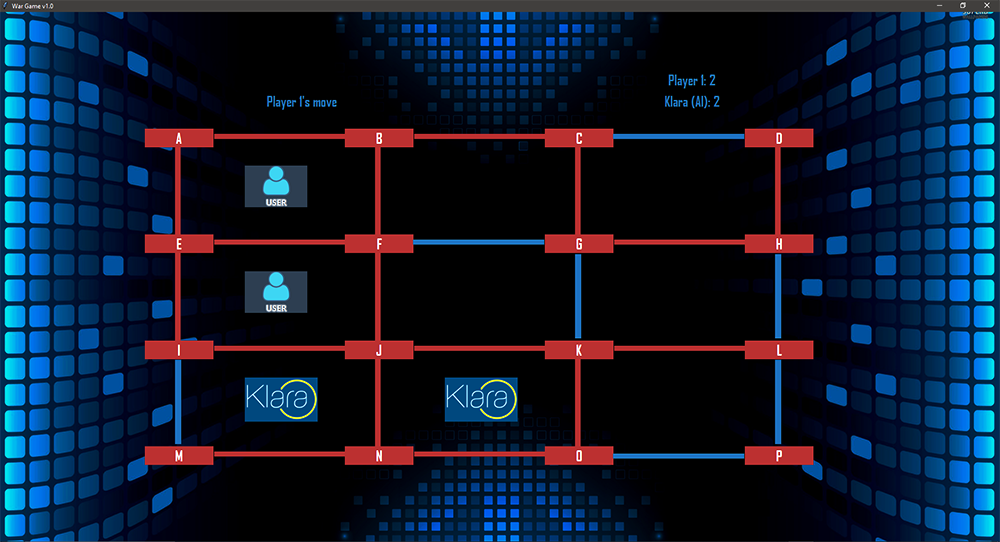 War Game v1.0
Player 1's move
Player 1: 2
Klara (AI): 2
A B C D
USER
E F G H
USER
I J K L
Klara Klara
M N O P